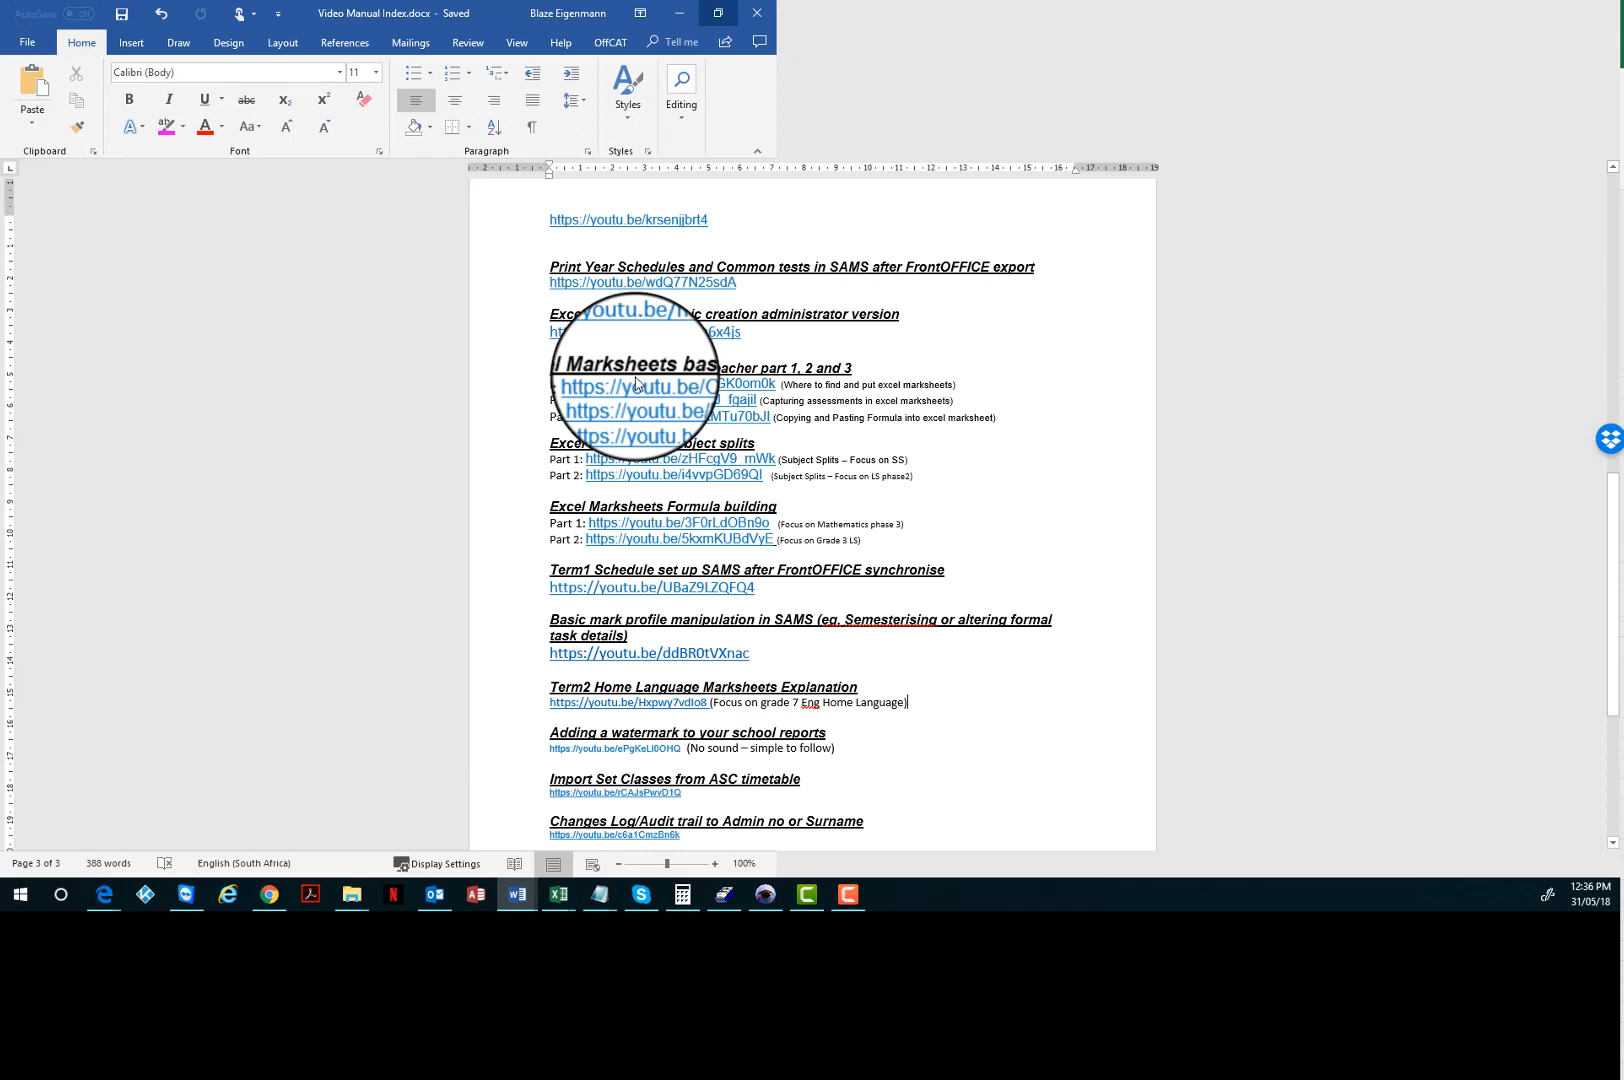 AutoSave Off
Video Manual Index.docx - Saved
Blaze Eigenmann
File Home Insert Draw Design Layout References Mailings Review View Help OffCAT Tell me
Calibri (Body) 11
Paste
Styles
Editing
Clipboard Font Paragraph Styles
https://youtu.be/krsenjjbrt4
Print Year Schedules and Common tests in SAMS after FrontOFFICE export
https://youtu.be/wdQ77N25sdA
creation administrator version
6x4js
l Marksheets bas
part 1, 2 and 3
https://youtu.be/ GK0om0k (Where to find and put excel marksheets)
https://youtu.be/ (Capturing assessments in excel marksheets)
MTu70bJI (Copying and Pasting Formula into excel marksheet)
splits
Part 1: https://youtu.be/zHFcgV9_mWk (Subject Splits – Focus on SS)
Part 2: https://youtu.be/i4vvpGD69QI (Subject Splits – Focus on LS phase2)
Excel Marksheets Formula building
Part 1: https://youtu.be/3F0rLdOBn9o (Focus on Mathematics phase 3)
Part 2: https://youtu.be/5kxmKUBdVyE (Focus on Grade 3 LS)
Term1 Schedule set up SAMS after FrontOFFICE synchronise
https://youtu.be/UBaZ9LZQFQ4
Basic mark profile manipulation in SAMS (eg. Semesterising or altering formal
task details)
https://youtu.be/ddBR0tVXnac
Term2 Home Language Marksheets Explanation
https://youtu.be/Hxpwy7vdIo8 (Focus on grade 7 Eng Home Language)
Adding a watermark to your school reports
https://youtu.be/ePgKeLI0OHQ (No sound – simple to follow)
Import Set Classes from ASC timetable
https://youtu.be/rCAJsPwvD1Q
Changes Log/Audit trail to Admin no or Surname
https://youtu.be/c6a1CmzBn6k
Page 3 of 3 388 words English (South Africa) Display Settings 100%
12:36 PM
31/05/18